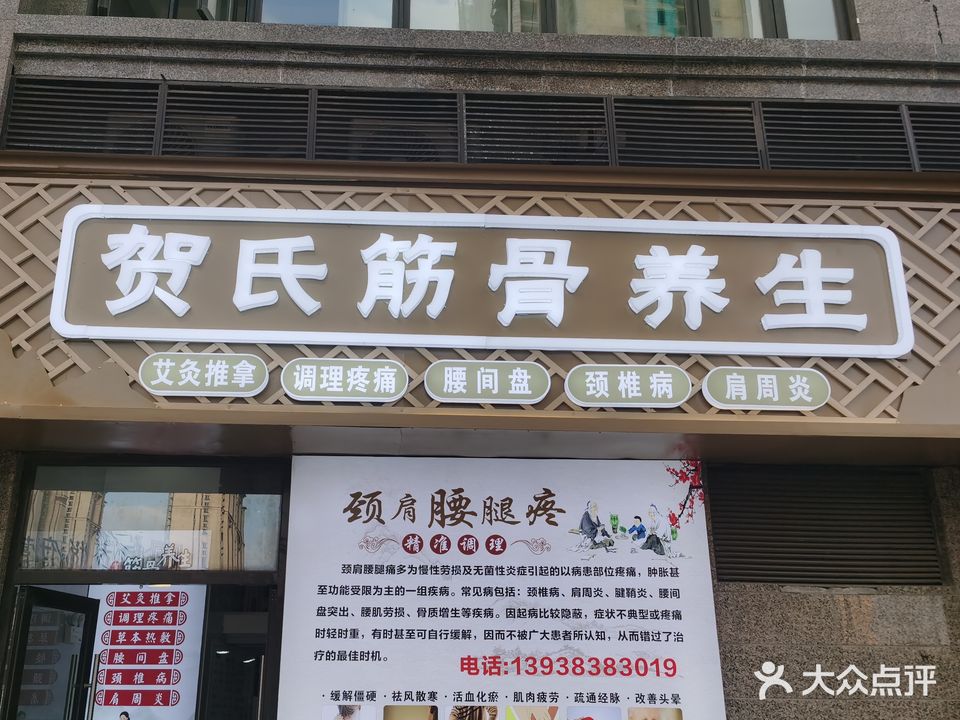 贺氏筋骨养生
艾灸推拿 调理疼痛 腰间盘 颈椎病 肩周炎
颈肩腰腿疼
精准调理
颈肩腰腿痛多为慢性劳损及无菌性炎症引起的以病患部位疼痛，肿胀甚
至功能受限为主的一组疾病。常见病包括：颈椎病、肩周炎、腱鞘炎、腰间
盘突出、腰肌劳损、骨质增生等疾病。因起病比较隐蔽，症状不典型或疼痛
时轻时重，有时甚至可自行缓解，因而不被广大患者所认知，从而错过了治
疗的最佳时机。
电话:13938383019
·缓解僵硬 ·祛风散寒 ·活血化瘀 ·肌肉疲劳 ·疏通经脉 ·改善头晕
筋骨养生
艾灸推拿
调理疼痛
草本热敷
腰间盘
颈椎病
肩周炎
大众点评